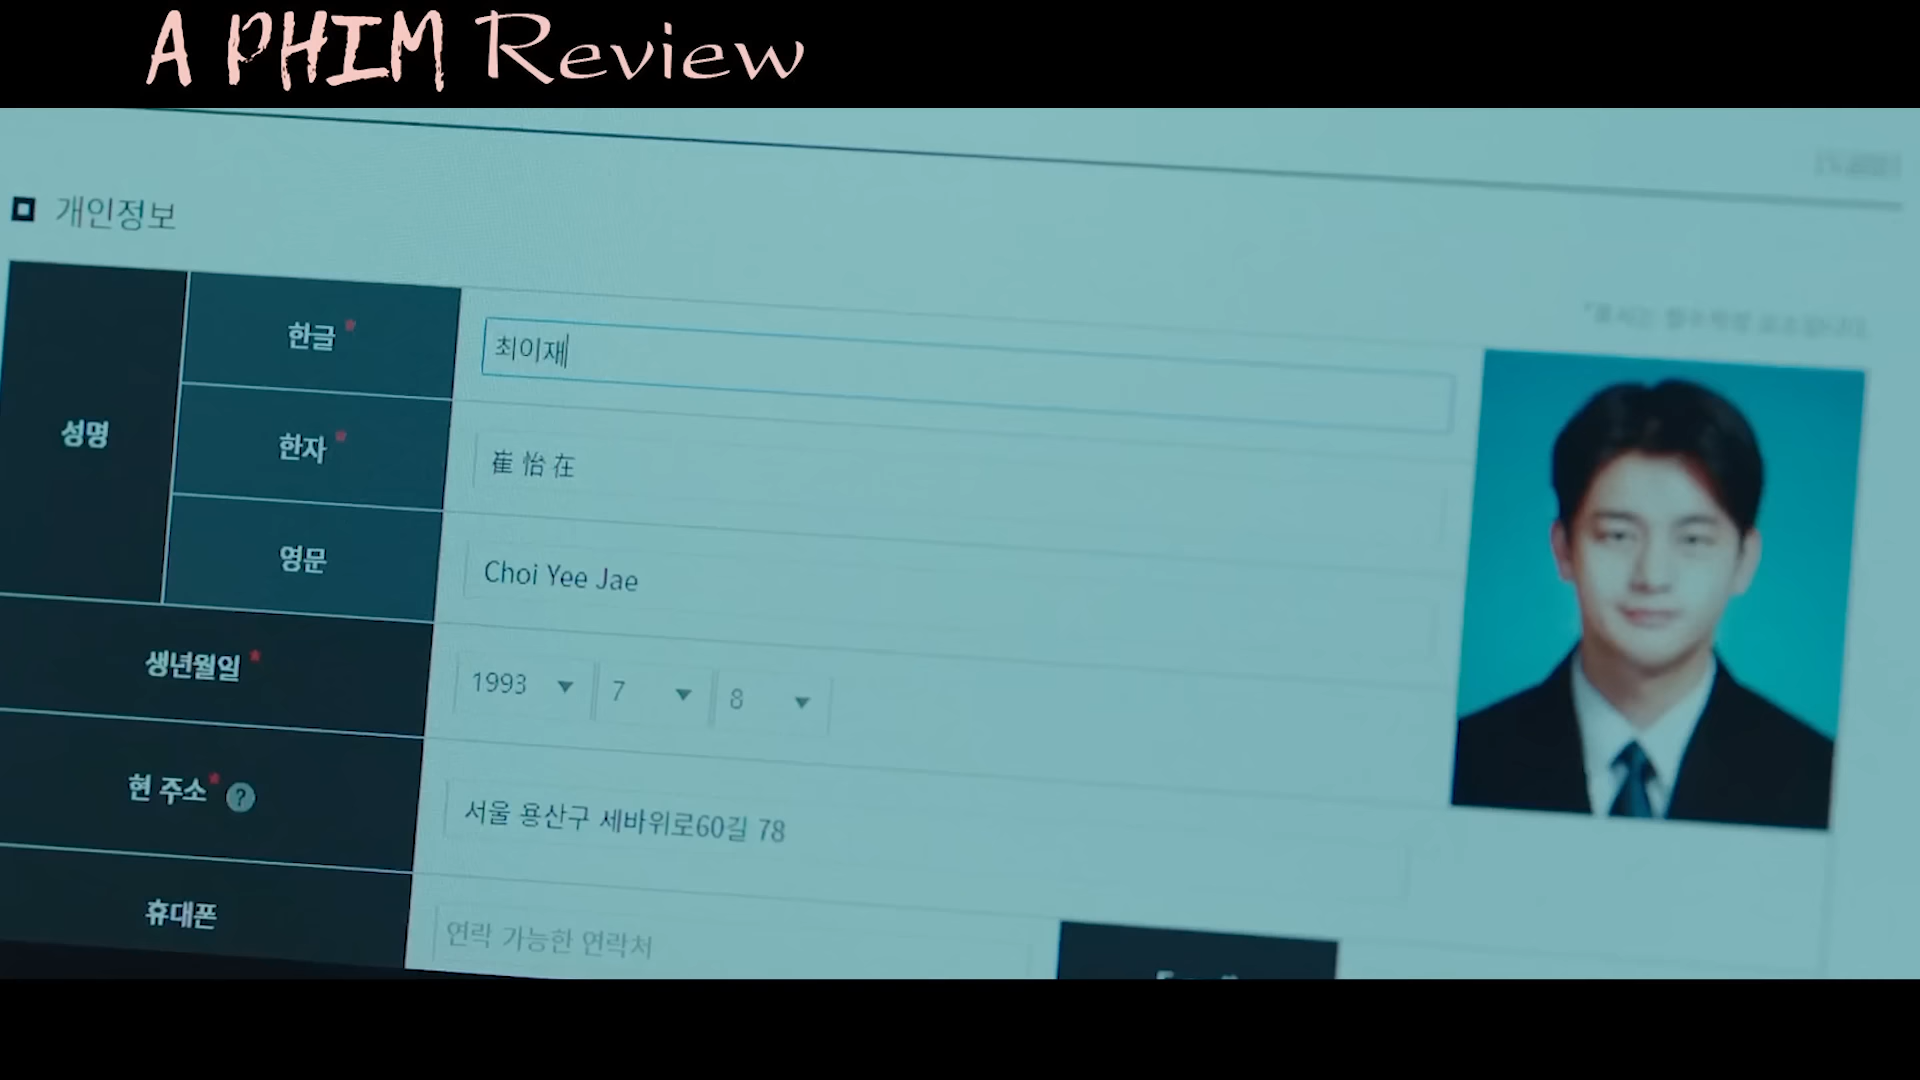 A PHIM Review
개인정보
성명
한글 *
최이재
한자 *
崔 怡 在
영문
Choi Yee Jae
생년월일 *
1993 7 8
현 주소 * ?
서울 용산구 세바위로60길 78
휴대폰
연락 가능한 연락처